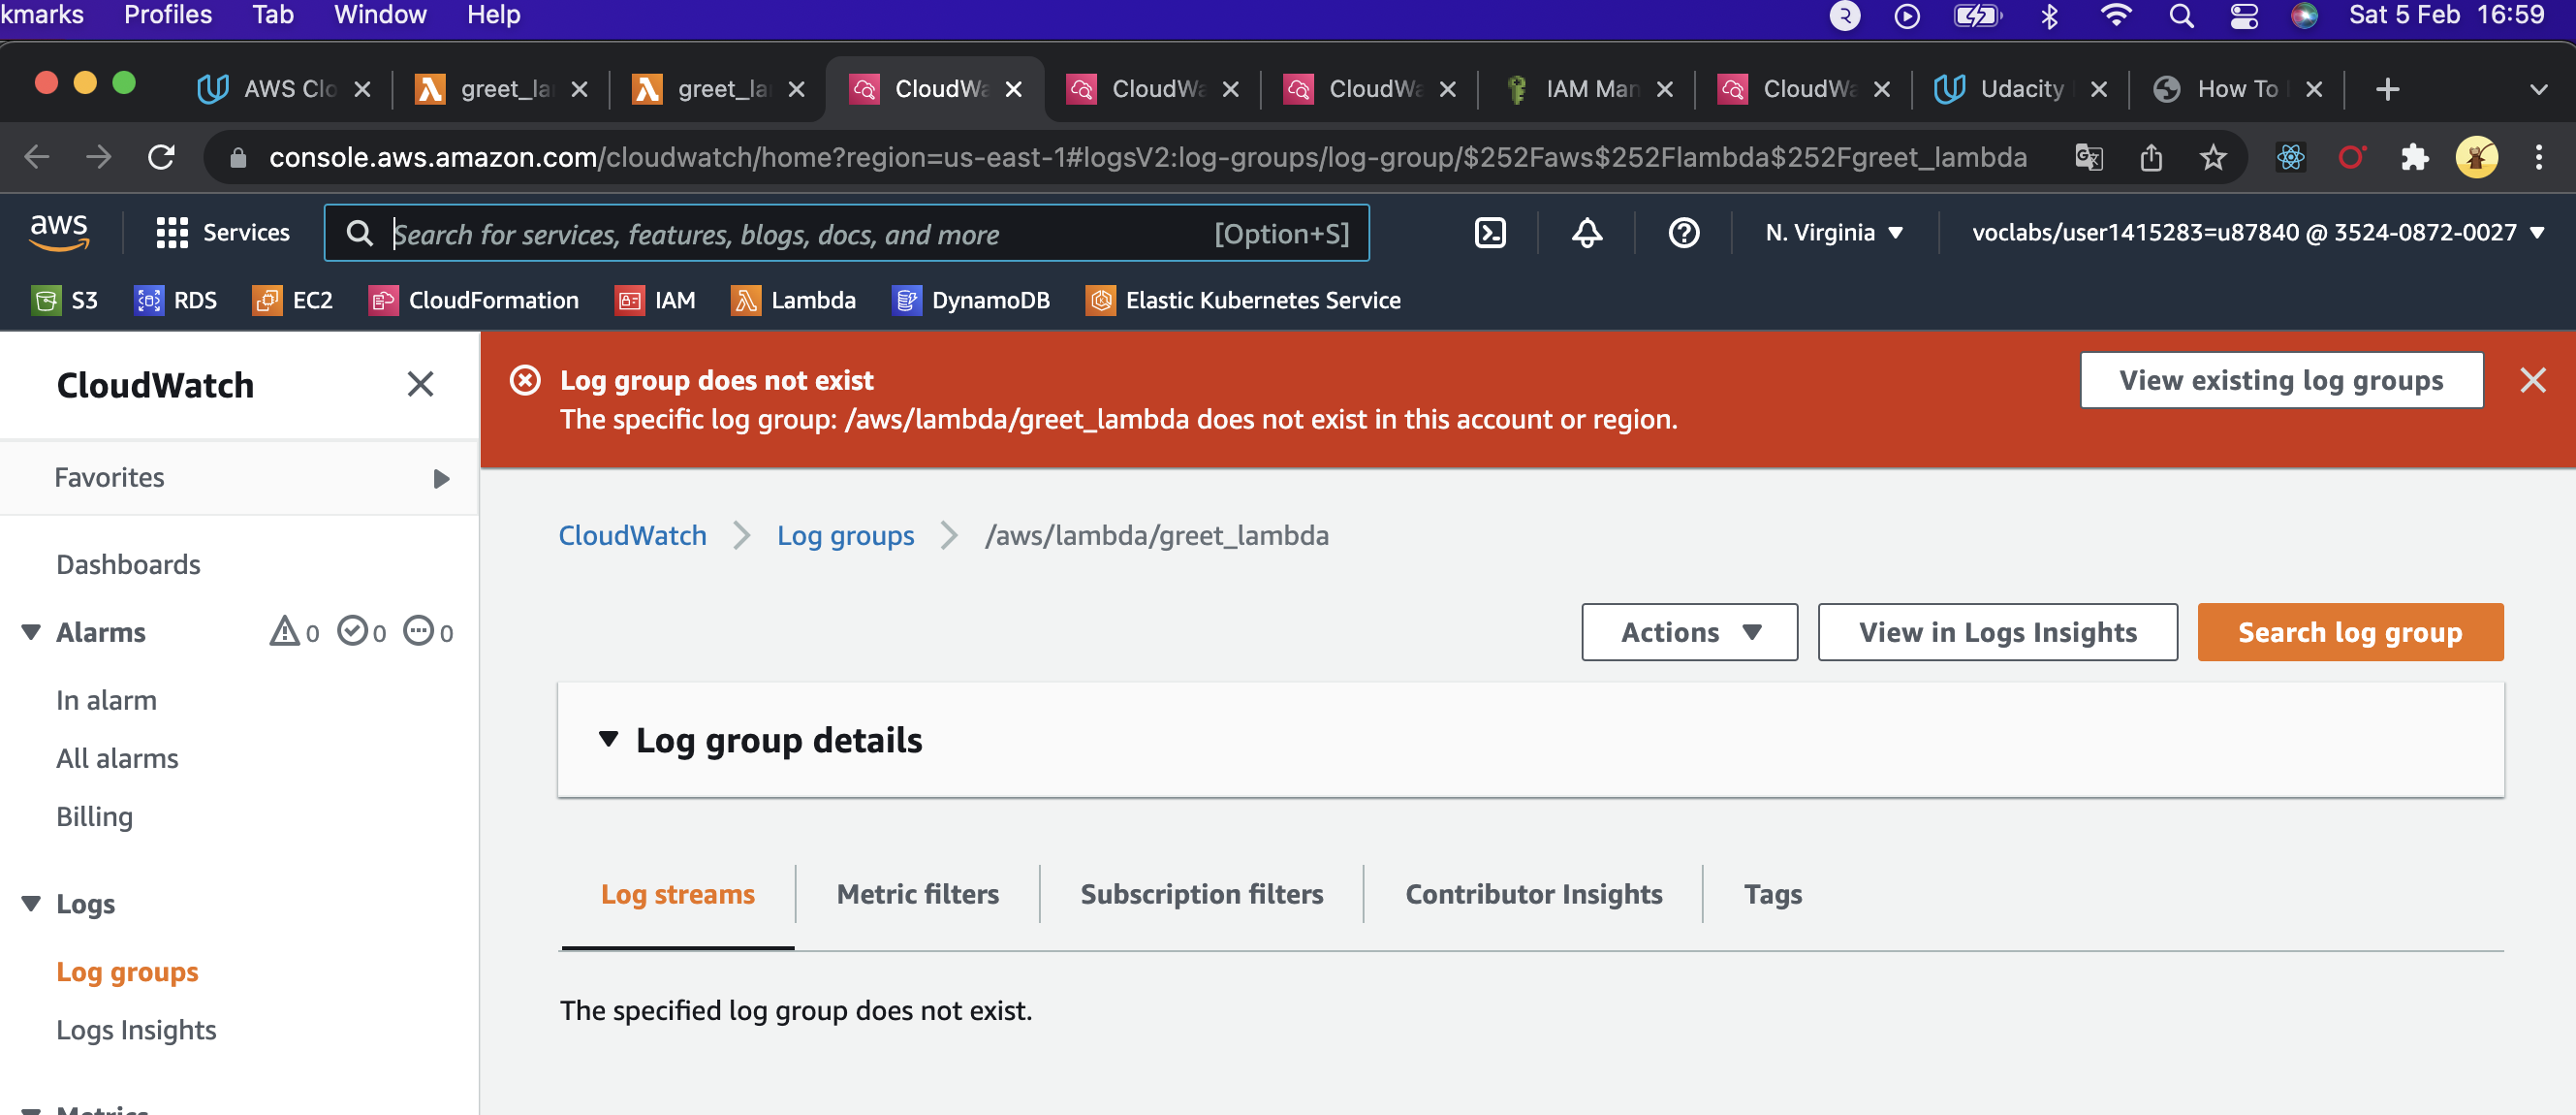 kmarks Profiles Tab Window Help Sat 5 Feb 16:59
AWS Clo greet_la greet_la CloudWa CloudWa CloudWa IAM Man CloudWa Udacity How To
console.aws.amazon.com/cloudwatch/home?region=us-east-1#logsV2:log-groups/log-group/$252Faws$252Flambda$252Fgreet_lambda
aws Services Search for services, features, blogs, docs, and more [Option+S] N. Virginia voclabs/user1415283=u87840 @ 3524-0872-0027
S3 RDS EC2 CloudFormation IAM Lambda DynamoDB Elastic Kubernetes Service
CloudWatch
Favorites
Dashboards
Alarms 0 0 0
In alarm
All alarms
Billing
Logs
Log groups
Logs Insights
Metrics
Log group does not exist
The specific log group: /aws/lambda/greet_lambda does not exist in this account or region.
View existing log groups
CloudWatch Log groups /aws/lambda/greet_lambda
Actions View in Logs Insights Search log group
Log group details
Log streams Metric filters Subscription filters Contributor Insights Tags
The specified log group does not exist.